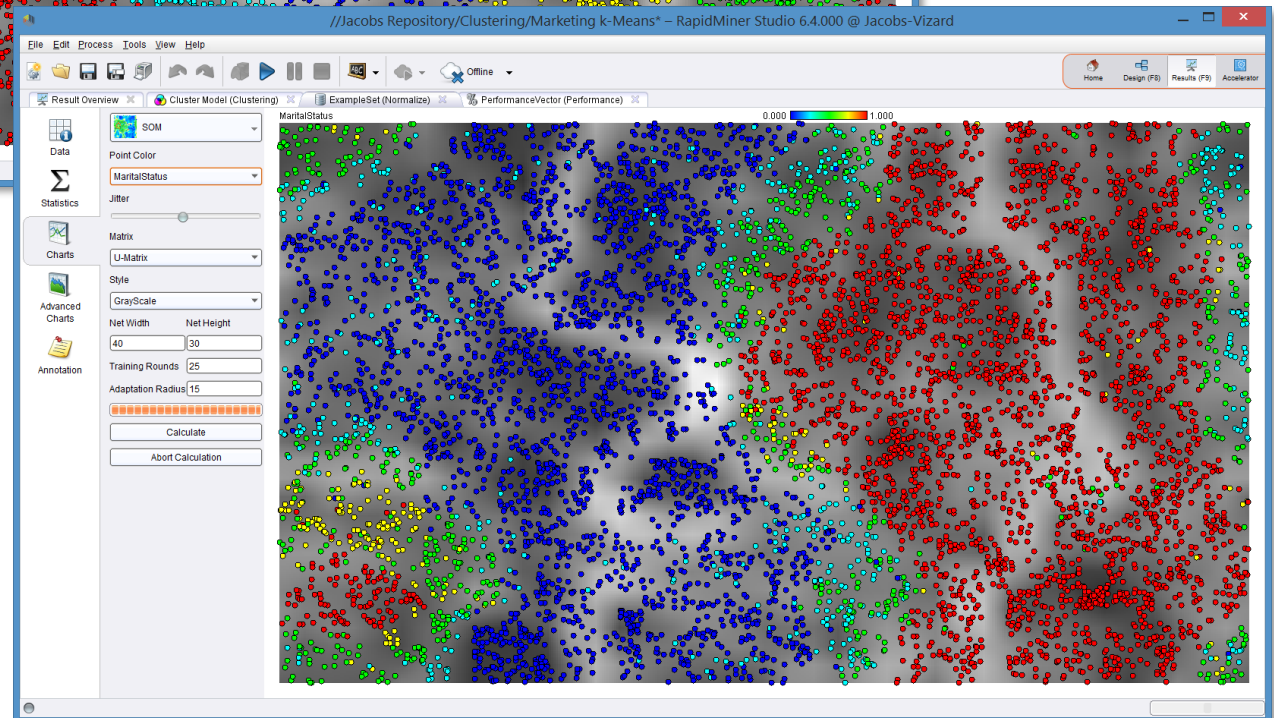 //Jacobs Repository/Clustering/Marketing k-Means* – RapidMiner Studio 6.4.000 @ Jacobs-Vizard
File Edit Process Tools View Help
ABC
Offline
Home
Design (F8)
Results (F9)
Accelerator
Result Overview
Cluster Model (Clustering)
ExampleSet (Normalize)
PerformanceVector (Performance)
Data
Statistics
Charts
Advanced
Charts
Annotation
SOM
Point Color
MaritalStatus
Jitter
Matrix
U-Matrix
Style
GrayScale
Net Width Net Height
40 30
Training Rounds 25
Adaptation Radius 15
Calculate
Abort Calculation
MaritalStatus
0.000 1.000